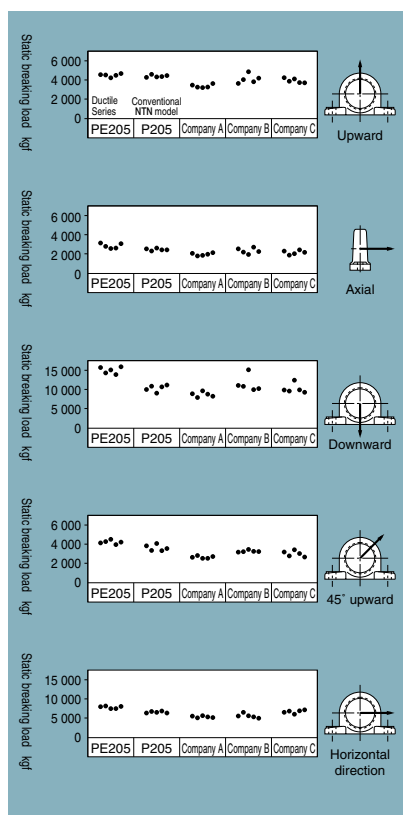 Static breaking load kgf
6 000
4 000
2 000
0
Ductile Series
Conventional NTN model
PE205 P205 Company A Company B Company C
Upward
Static breaking load kgf
6 000
4 000
2 000
0
PE205 P205 Company A Company B Company C
Axial
Static breaking load kgf
15 000
10 000
5 000
0
PE205 P205 Company A Company B Company C
Downward
Static breaking load kgf
6 000
4 000
2 000
0
PE205 P205 Company A Company B Company C
45˚ upward
Static breaking load kgf
15 000
10 000
5 000
0
PE205 P205 Company A Company B Company C
Horizontal
direction